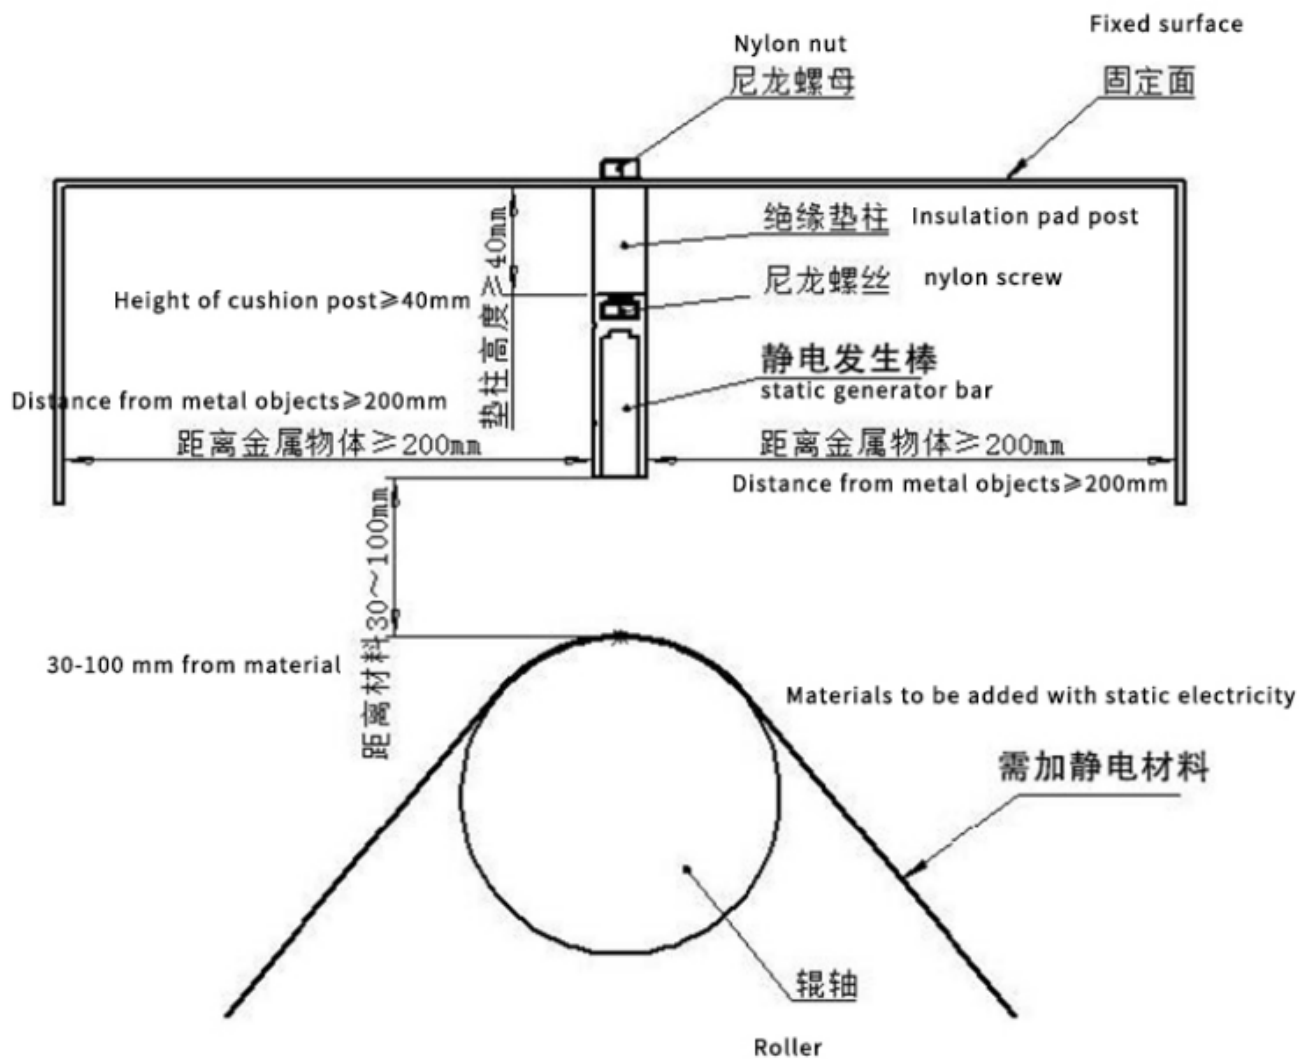 Fixed surface
固定面
Nylon nut
尼龙螺母
绝缘垫柱 Insulation pad post
尼龙螺丝 nylon screw
Height of cushion post≥40mm
垫柱高度≥40mm
静电发生棒
static generator bar
Distance from metal objects≥200mm
距离金属物体≥200mm
距离金属物体≥200mm
Distance from metal objects≥200mm
距离材料30～100mm
30-100 mm from material
Materials to be added with static electricity
需加静电材料
辊轴
Roller